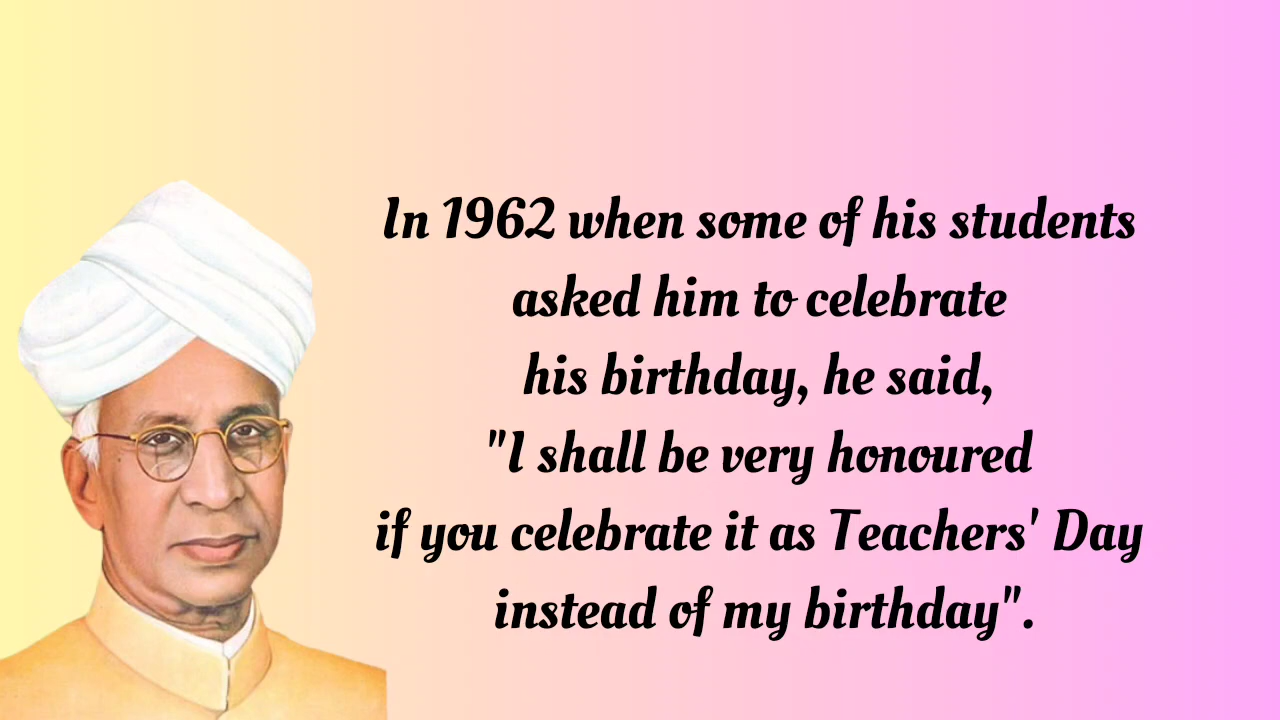 In 1962 when some of his students
asked him to celebrate
his birthday, he said,
"I shall be very honoured
if you celebrate it as Teachers' Day
instead of my birthday".